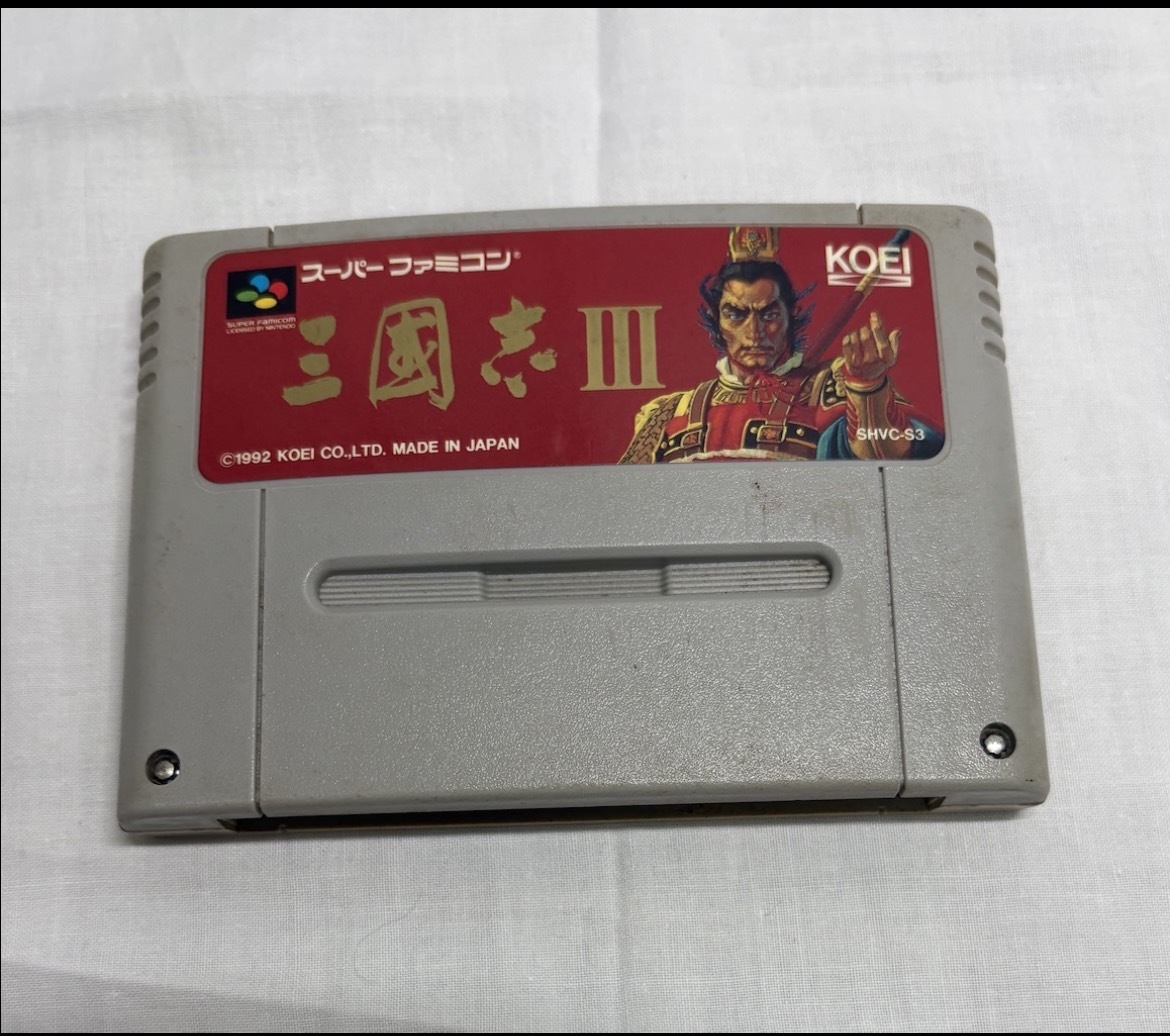 スーパーファミコン®
SUPER FAMICOM
LICENSED BY NINTENDO
KOEI
三國志III
SHVC-S3
©1992 KOEI CO.,LTD. MADE IN JAPAN